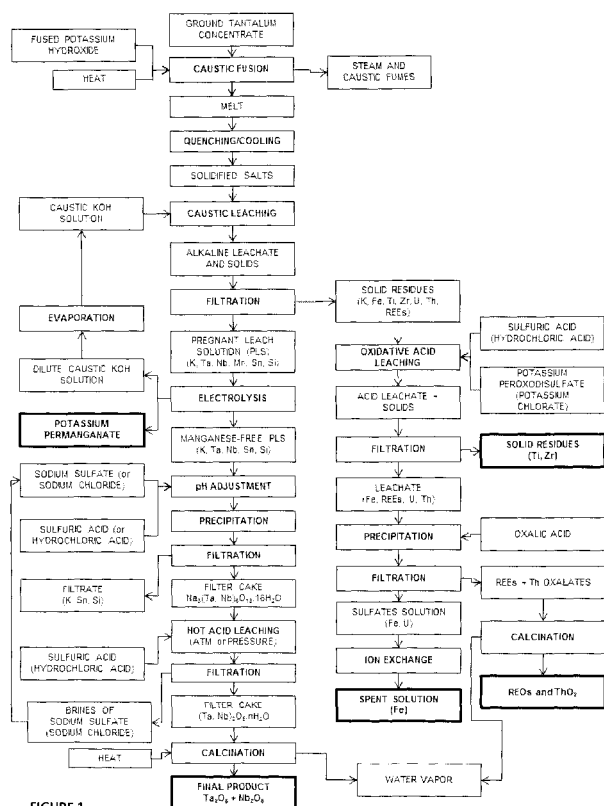 GROUND TANTALUM
CONCENTRATE
FUSED POTASSIUM
HYDROXIDE
HEAT
CAUSTIC FUSION
STEAM AND
CAUSTIC FUMES
MELT
QUENCHING/COOLING
SOLIDIFIED SALTS
CAUSTIC KOH
SOLUTION
CAUSTIC LEACHING
ALKALINE LEACHATE
AND SOLIDS
FILTRATION
SOLID RESIDUES
(K, Fe, Ti, Zr, U, Th,
REEs)
EVAPORATION
PREGNANT LEACH
SOLUTION (PLS)
(K, Ta, Nb, Mn, Sn, Si)
DILUTE CAUSTIC KOH
SOLUTION
ELECTROLYSIS
POTASSIUM
PERMANGANATE
MANGANESE-FREE PLS
(K, Ta, Nb, Sn, Si)
SODIUM SULFATE (or
SODIUM CHLORIDE)
pH ADJUSTMENT
SULFURIC ACID (or
HYDROCHLORIC ACID)
PRECIPITATION
FILTRATION
FILTRATE
(K, Sn, Si)
FILTER CAKE
HOT ACID LEACHING
(ATM or PRESSURE)
SULFURIC ACID
(HYDROCHLORIC ACID)
FILTRATION
BRINES OF
SODIUM SULFATE
(SODIUM CHLORIDE)
FILTER CAKE
(Ta, Nb)₂O₅.nH₂O
HEAT
CALCINATION
FINAL PRODUCT
Ta₂O₅ + Nb₂O₅
SULFURIC ACID
(HYDROCHLORIC ACID)
OXIDATIVE ACID
LEACHING
POTASSIUM
PEROXODISULFATE
(POTASSIUM
CHLORATE)
ACID LEACHATE +
SOLIDS
FILTRATION
SOLID RESIDUES
(Ti, Zr)
LEACHATE
(Fe, REEs, U, Th)
PRECIPITATION
OXALIC ACID
FILTRATION
REEs + Th OXALATES
SULFATES SOLUTION
(Fe, U)
CALCINATION
ION EXCHANGE
SPENT SOLUTION
(Fe)
REOs and ThO₂
WATER VAPOR
FIGURE 1